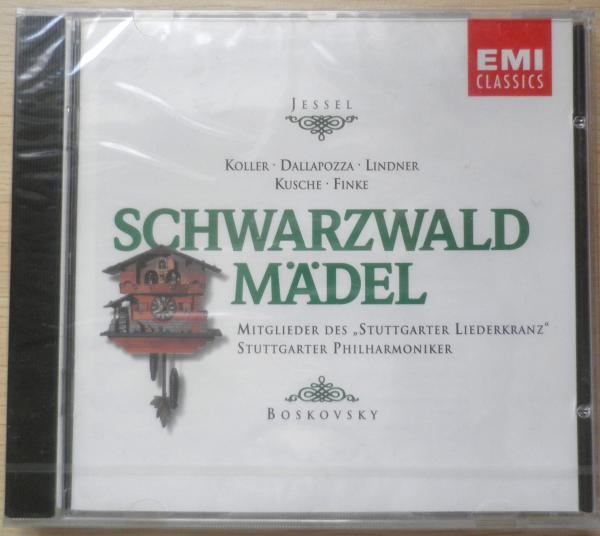 EMI
CLASSICS
JESSEL
KOLLER · DALLAPOZZA · LINDNER
KUSCHE · FINKE
SCHWARZWALD
MÄDEL
MITGLIEDER DES „STUTTGARTER LIEDERKRANZ“
STUTTGARTER PHILHARMONIKER
BOSKOVSKY